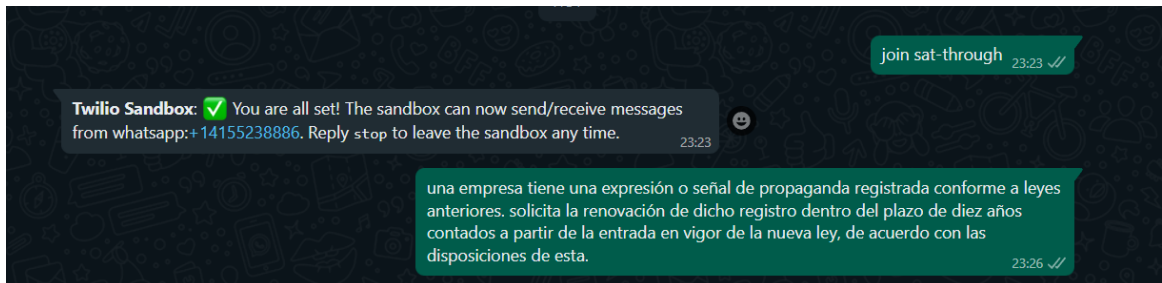 join sat-through 23:23
Twilio Sandbox: ✅ You are all set! The sandbox can now send/receive messages
from whatsapp:+14155238886. Reply stop to leave the sandbox any time.
23:23
una empresa tiene una expresión o señal de propaganda registrada conforme a leyes
anteriores. solicita la renovación de dicho registro dentro del plazo de diez años
contados a partir de la entrada en vigor de la nueva ley, de acuerdo con las
disposiciones de esta.
23:26